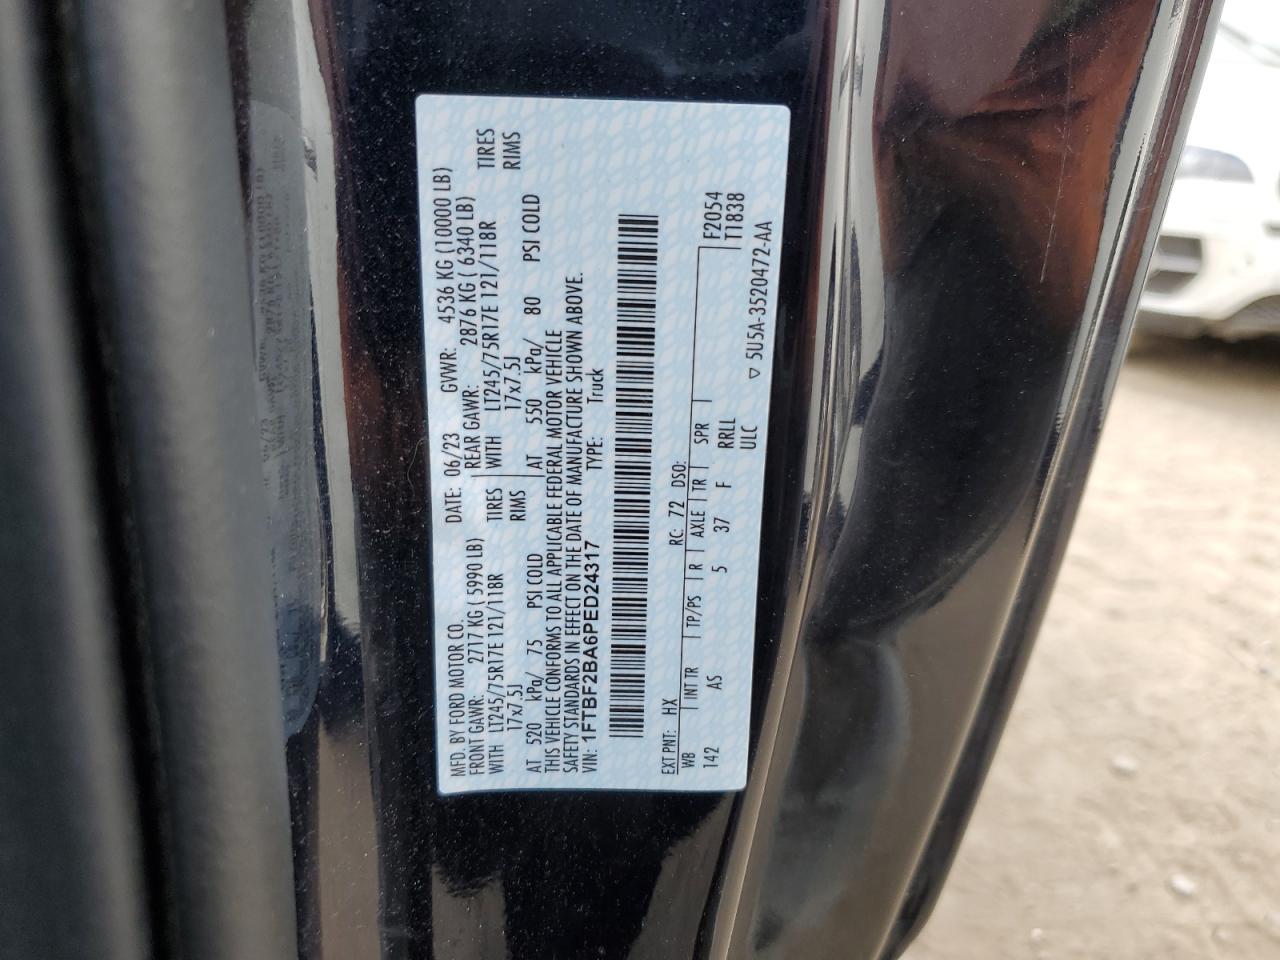 MFD. BY FORD MOTOR CO. DATE: 06/23 GVWR: 4536 KG (10000 LB)
FRONT GAWR: 2717 KG ( 5990 LB) REAR GAWR: 2876 KG ( 6340 LB)
WITH LT245/75R17E 121/118R TIRES WITH LT245/75R17E 121/118R TIRES
17x7.5J RIMS 17x7.5J RIMS
AT 520 kPa/ 75 PSI COLD AT 550 kPa/ 80 PSI COLD
THIS VEHICLE CONFORMS TO ALL APPLICABLE FEDERAL MOTOR VEHICLE
SAFETY STANDARDS IN EFFECT ON THE DATE OF MANUFACTURE SHOWN ABOVE.
VIN: 1FTBF2BA6PED24317 TYPE: Truck
EXT PNT: HX RC: 72 DSO:
WB INT TR TP/PS R AXLE TR SPR F2054
142 AS 5 37 F RRLL T1838
ULC
▽ 5U5A-3520472-AA